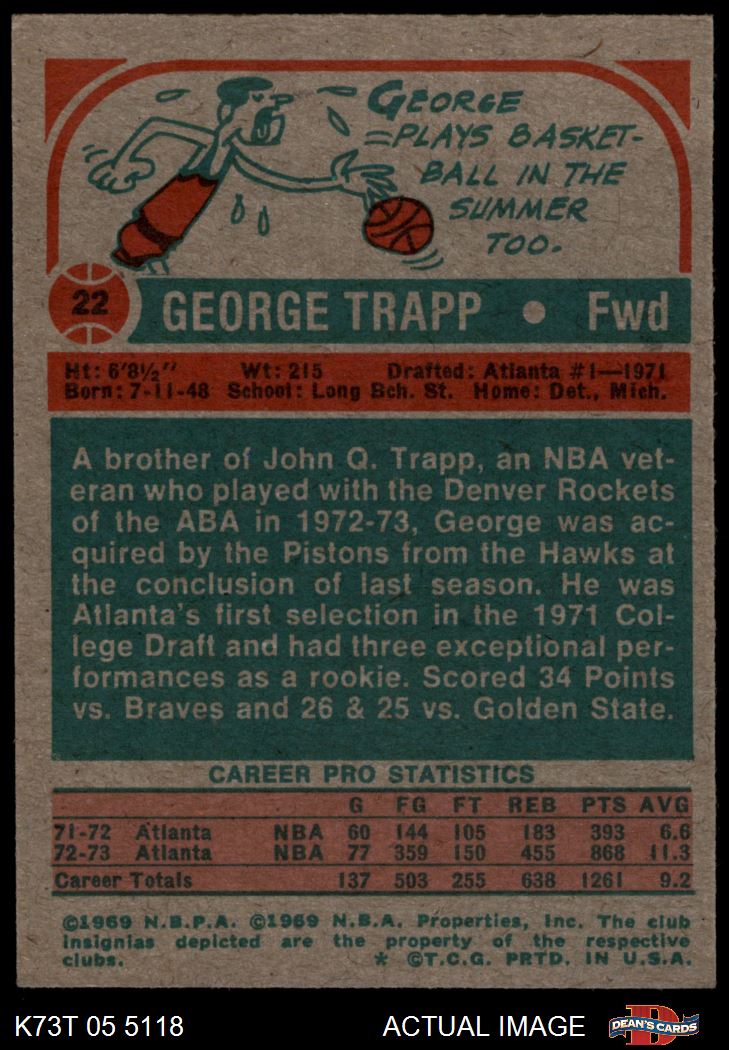 GEORGE
PLAYS BASKET-
BALL IN THE
SUMMER
TOO.
22 GEORGE TRAPP • Fwd
Ht: 6'8½" Wt: 215 Drafted: Atlanta #1—1971
Born: 7-11-48 School: Long Bch. St. Home: Det., Mich.
A brother of John Q. Trapp, an NBA vet-
eran who played with the Denver Rockets
of the ABA in 1972-73, George was ac-
quired by the Pistons from the Hawks at
the conclusion of last season. He was
Atlanta's first selection in the 1971 Col-
lege Draft and had three exceptional per-
formances as a rookie. Scored 34 Points
vs. Braves and 26 & 25 vs. Golden State.
CAREER PRO STATISTICS
G FG FT REB PTS AVG
71-72 Atlanta NBA 60 144 105 183 393 6.6
72-73 Atlanta NBA 77 359 150 455 868 11.3
Career Totals 137 503 255 638 1261 9.2
©1969 N.B.P.A. ©1969 N.B.A. Properties, Inc. The club
insignias depicted are the property of the respective
clubs. * ©T.C.G. PRTD. IN U.S.A.
K73T 05 5118 ACTUAL IMAGE D DEAN'S CARDS